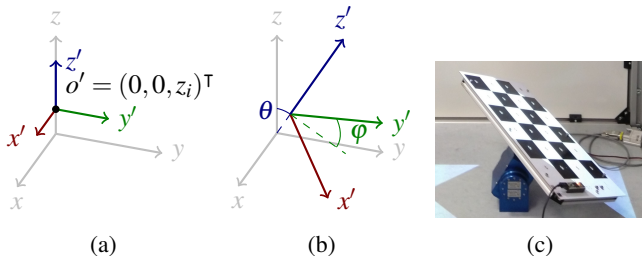 z
z′
o′ = (0,0,z_i)ᵀ
y′
x′
y
x
(a)
z
z′
θ
φ
y′
y
x′
x
(b)
(c)